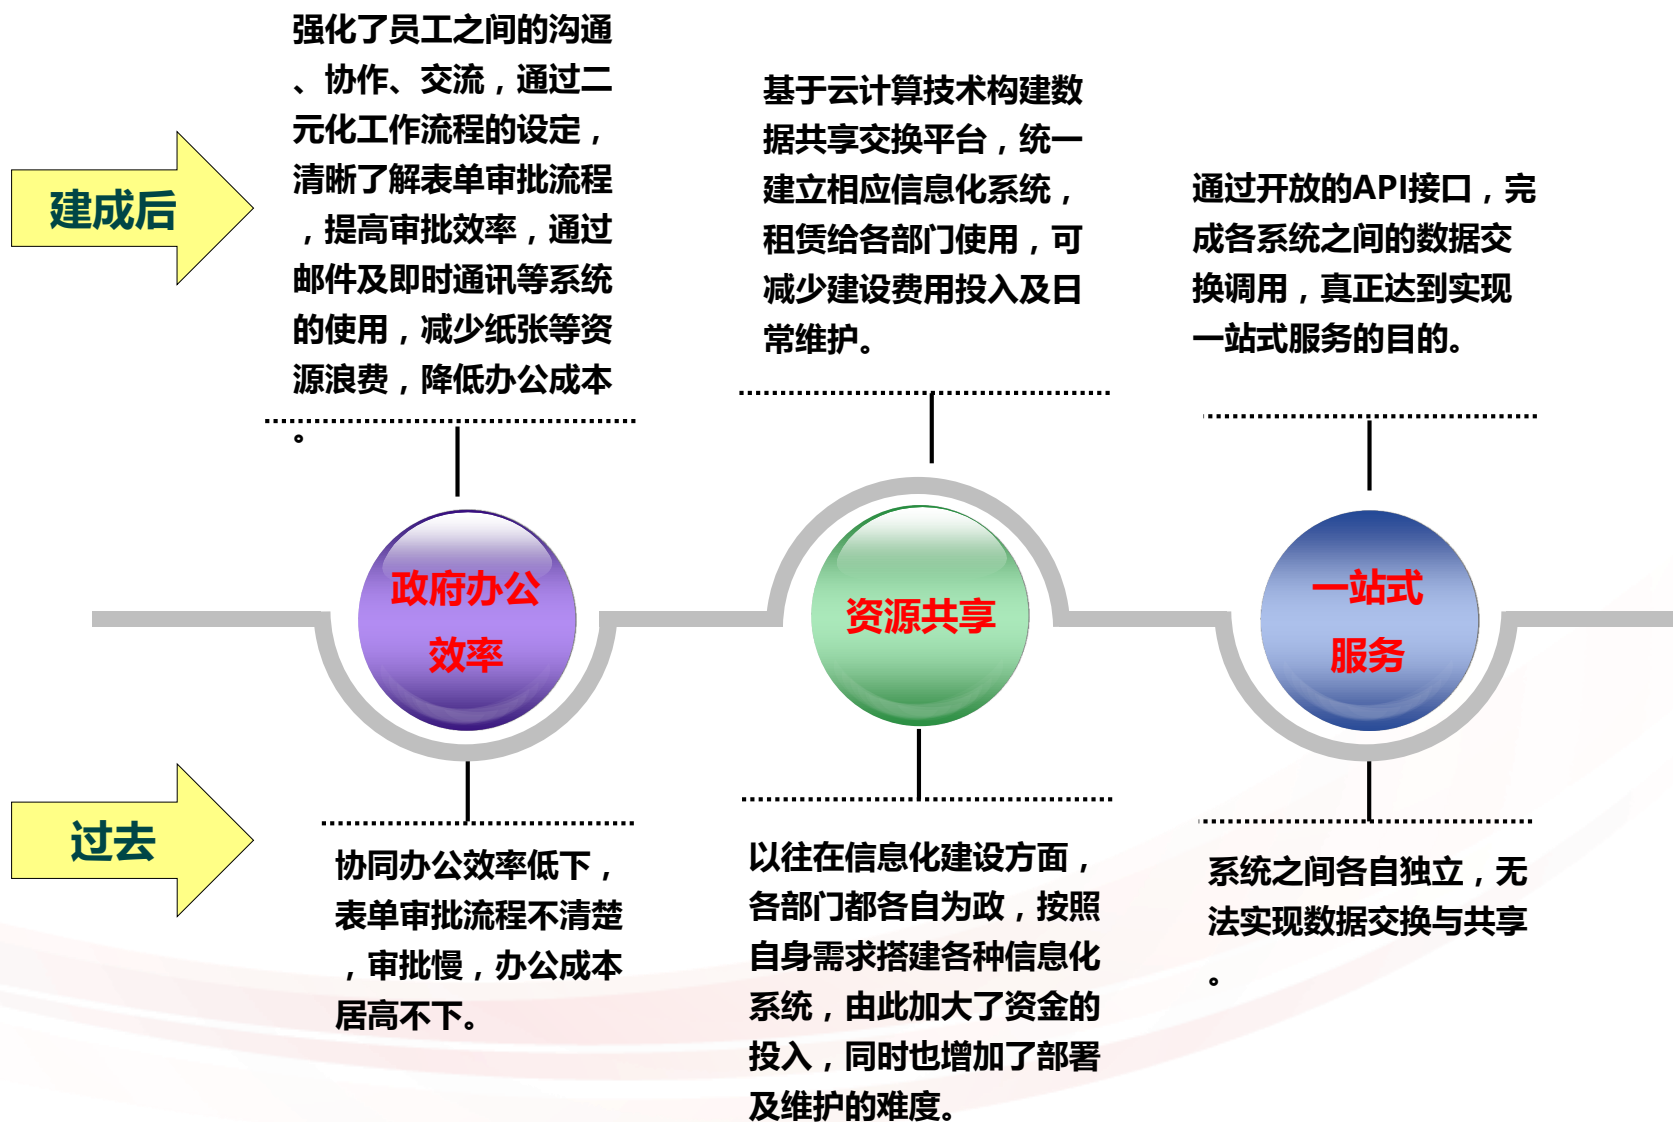 建成后
强化了员工之间的沟通
、协作、交流，通过二
元化工作流程的设定，
清晰了解表单审批流程
，提高审批效率，通过
邮件及即时通讯等系统
的使用，减少纸张等资
源浪费，降低办公成本
。
基于云计算技术构建数
据共享交换平台，统一
建立相应信息化系统，
租赁给各部门使用，可
减少建设费用投入及日
常维护。
通过开放的API接口，完
成各系统之间的数据交
换调用，真正达到实现
一站式服务的目的。
政府办公
效率
资源共享
一站式
服务
过去
协同办公效率低下，
表单审批流程不清楚
，审批慢，办公成本
居高不下。
以往在信息化建设方面，
各部门都各自为政，按照
自身需求搭建各种信息化
系统，由此加大了资金的
投入，同时也增加了部署
及维护的难度。
系统之间各自独立，无
法实现数据交换与共享
。